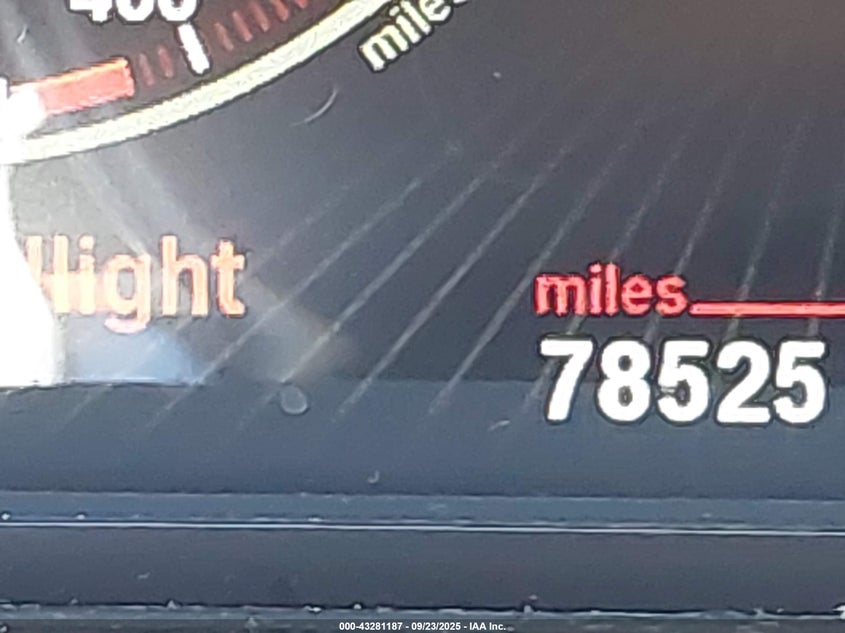 400
miles
light
miles
78525
000-43281187 - 09/23/2025 - IAA Inc.